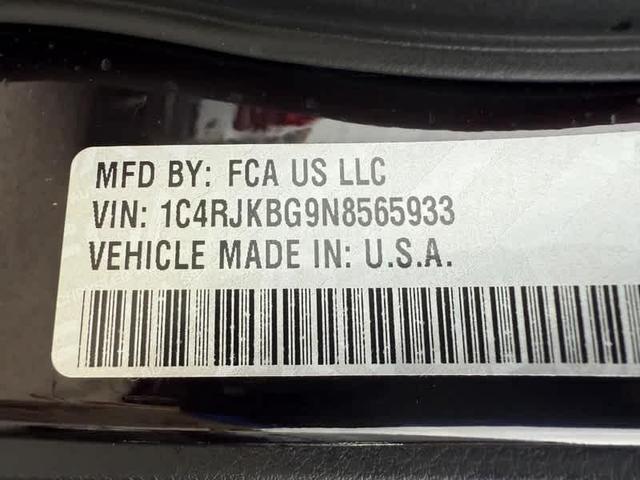 MFD BY: FCA US LLC
VIN: 1C4RJKBG9N8565933
VEHICLE MADE IN: U.S.A.